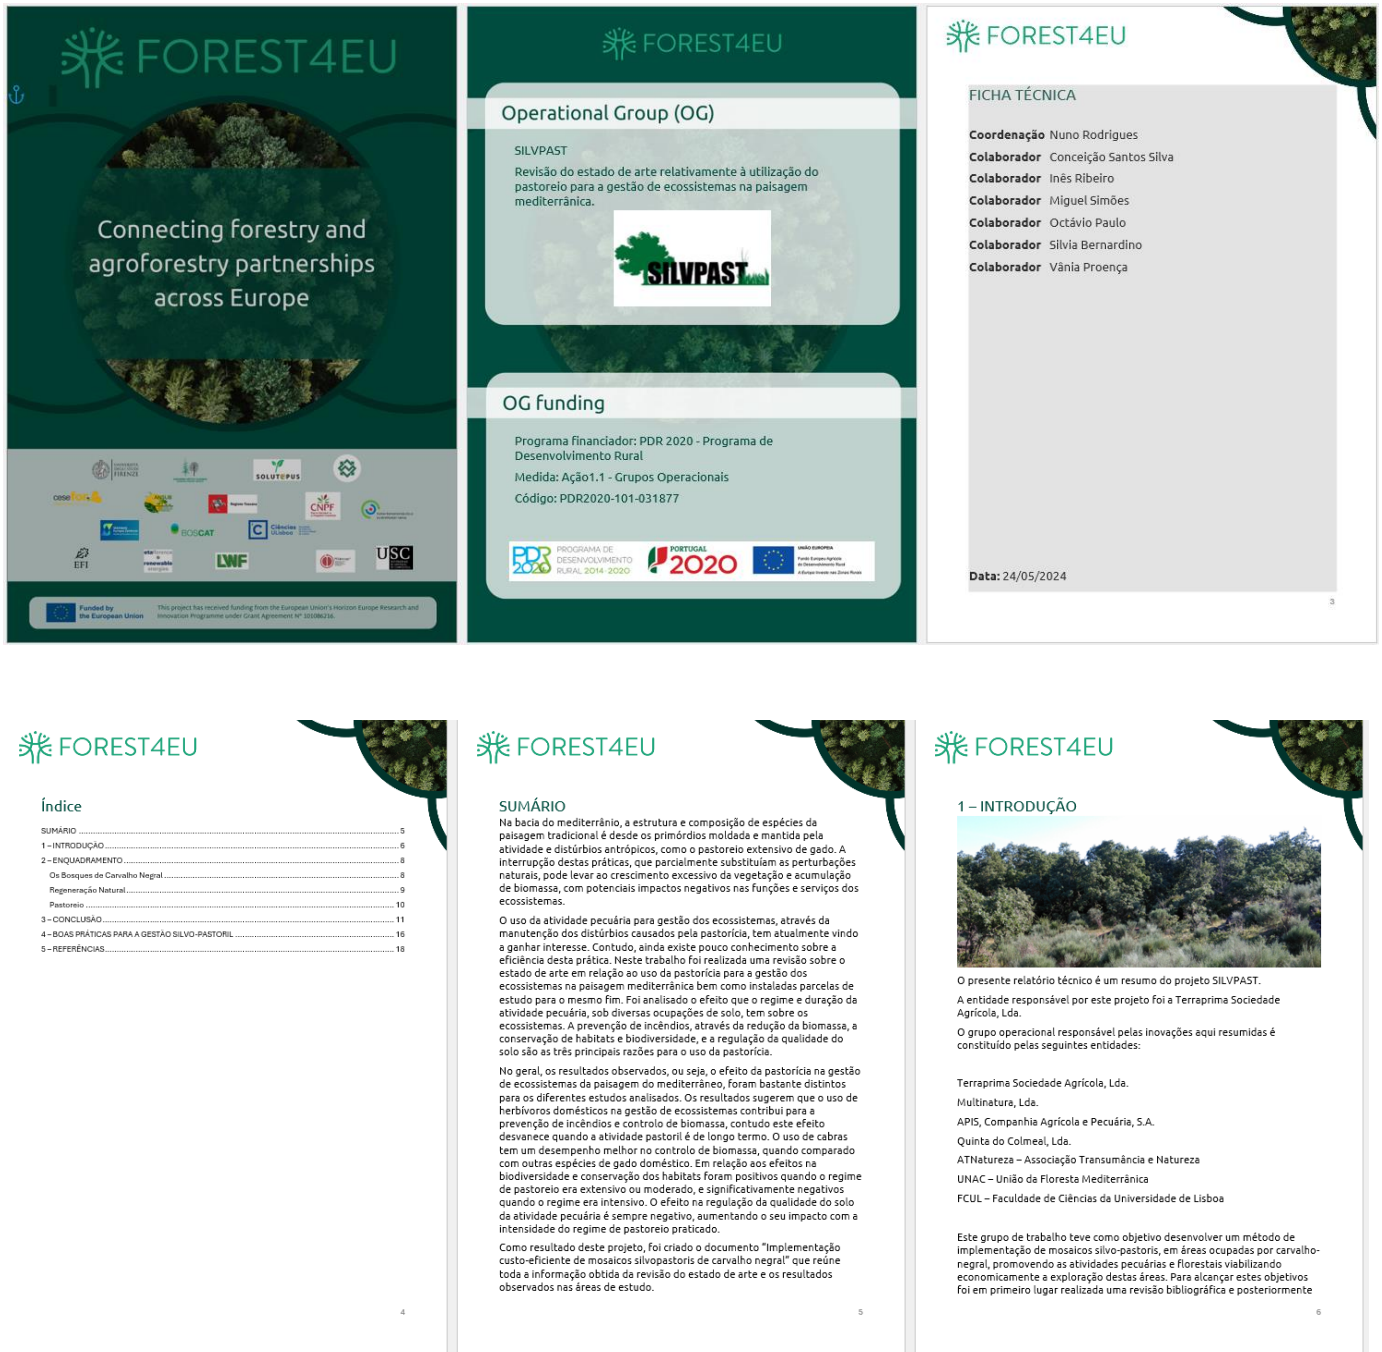 FOREST4EU
Connecting forestry and
agroforestry partnerships
across Europe
SOLUTOPUS
cesefor
CNPF
BOSCAT
Ciências
ULisboa
EFI
LWF
USC
Funded by
the European Union
This project has received funding from the European Union's Horizon Europe Research and
Innovation Programme under Grant Agreement N° 101086216.
FOREST4EU
Operational Group (OG)
SILVPAST
Revisão do estado de arte relativamente à utilização do
pastoreio para a gestão de ecossistemas na paisagem
mediterrânica.
SILVPAST
OG funding
Programa financiador: PDR 2020 - Programa de
Desenvolvimento Rural
Medida: Ação1.1 - Grupos Operacionais
Código: PDR2020-101-031877
PDR
2020
PROGRAMA DE
DESENVOLVIMENTO
RURAL 2014·2020
PORTUGAL
2020
UNIÃO EUROPEIA
Fundo Europeu Agrícola
de Desenvolvimento Rural
A Europa investe nas Zonas Rurais
FOREST4EU
FICHA TÉCNICA
Coordenação Nuno Rodrigues
Colaborador Conceição Santos Silva
Colaborador Inês Ribeiro
Colaborador Miguel Simões
Colaborador Octávio Paulo
Colaborador Silvia Bernardino
Colaborador Vânia Proença
Data: 24/05/2024
3
FOREST4EU
Índice
SUMÁRIO 5
1 – INTRODUÇÃO 6
2 – ENQUADRAMENTO 8
Os Bosques de Carvalho Negral 8
Regeneração Natural 9
Pastoreio 10
3 – CONCLUSÃO 11
4 – BOAS PRÁTICAS PARA A GESTÃO SILVO-PASTORIL 16
5 – REFERÊNCIAS 18
4
FOREST4EU
SUMÁRIO
Na bacia do mediterrânio, a estrutura e composição de espécies da
paisagem tradicional é desde os primórdios moldada e mantida pela
atividade e distúrbios antrópicos, como o pastoreio extensivo de gado. A
interrupção destas práticas, que parcialmente substituíam as perturbações
naturais, pode levar ao crescimento excessivo da vegetação e acumulação
de biomassa, com potenciais impactos negativos nas funções e serviços dos
ecossistemas.
O uso da atividade pecuária para gestão dos ecossistemas, através da
manutenção dos distúrbios causados pela pastorícia, tem atualmente vindo
a ganhar interesse. Contudo, ainda existe pouco conhecimento sobre a
eficiência desta prática. Neste trabalho foi realizada uma revisão sobre o
estado de arte em relação ao uso da pastorícia para a gestão dos
ecossistemas na paisagem mediterrânica bem como instaladas parcelas de
estudo para o mesmo fim. Foi analisado o efeito que o regime e duração da
atividade pecuária, sob diversas ocupações de solo, tem sobre os
ecossistemas. A prevenção de incêndios, através da redução da biomassa, a
conservação de habitats e biodiversidade, e a regulação da qualidade do
solo são as três principais razões para o uso da pastorícia.
No geral, os resultados observados, ou seja, o efeito da pastorícia na gestão
de ecossistemas da paisagem do mediterrâneo, foram bastante distintos
para os diferentes estudos analisados. Os resultados sugerem que o uso de
herbívoros domésticos na gestão de ecossistemas contribui para a
prevenção de incêndios e controlo de biomassa, contudo este efeito
desvanece quando a atividade pastoril é de longo termo. O uso de cabras
tem um desempenho melhor no controlo de biomassa, quando comparado
com outras espécies de gado doméstico. Em relação aos efeitos na
biodiversidade e conservação dos habitats foram positivos quando o regime
de pastoreio era extensivo ou moderado, e significativamente negativos
quando o regime era intensivo. O efeito na regulação da qualidade do solo
da atividade pecuária é sempre negativo, aumentando o seu impacto com a
intensidade do regime de pastoreio praticado.
Como resultado deste projeto, foi criado o documento “Implementação
custo-eficiente de mosaicos silvopastoris de carvalho negral” que reúne
toda a informação obtida da revisão do estado de arte e os resultados
observados nas áreas de estudo.
5
FOREST4EU
1 – INTRODUÇÃO
O presente relatório técnico é um resumo do projeto SILVPAST.
A entidade responsável por este projeto foi a Terraprima Sociedade
Agrícola, Lda.
O grupo operacional responsável pelas inovações aqui resumidas é
constituído pelas seguintes entidades:
Terraprima Sociedade Agrícola, Lda.
Multinatura, Lda.
APIS, Companhia Agrícola e Pecuária, S.A.
Quinta do Colmeal, Lda.
ATNatureza – Associação Transumância e Natureza
UNAC – União da Floresta Mediterrânica
FCUL – Faculdade de Ciências da Universidade de Lisboa
Este grupo de trabalho teve como objetivo desenvolver um método de
implementação de mosaicos silvo-pastoris, em áreas ocupadas por carvalho-
negral, promovendo as atividades pecuárias e florestais viabilizando
economicamente a exploração destas áreas. Para alcançar estes objetivos
foi em primeiro lugar realizada uma revisão bibliográfica e posteriormente
6